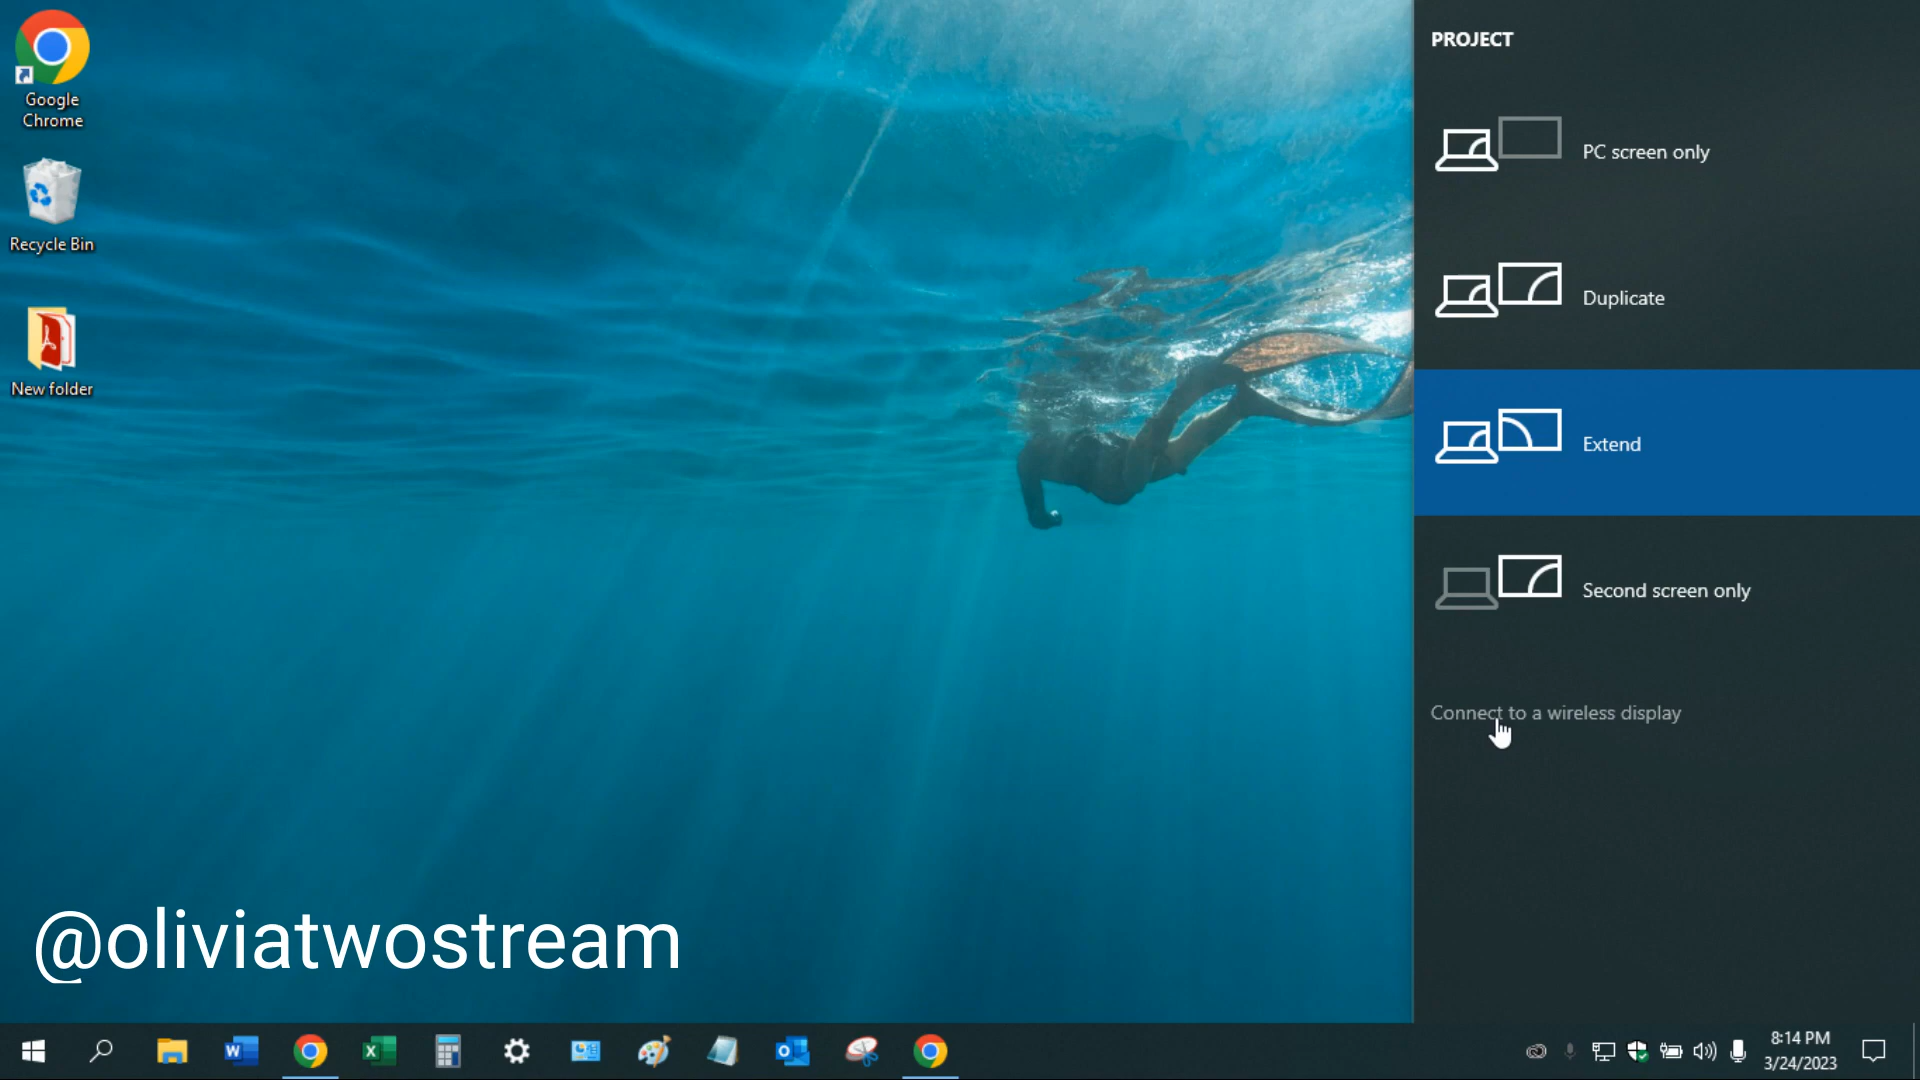 Google
Chrome
Recycle Bin
New folder
PROJECT
PC screen only
Duplicate
Extend
Second screen only
Connect to a wireless display
@oliviatwostream
8:14 PM
3/24/2023